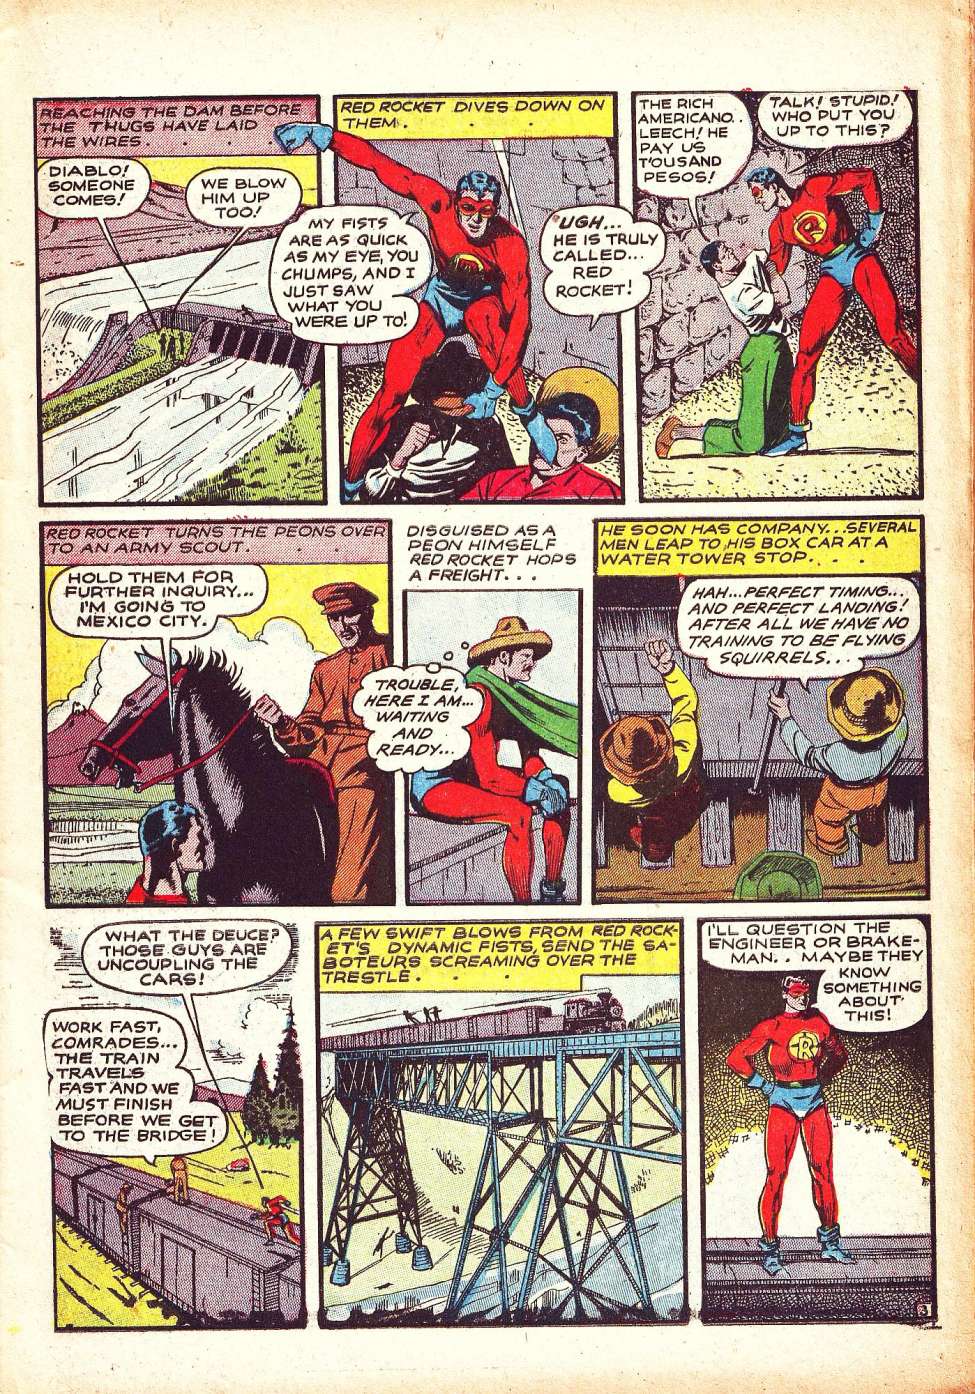 REACHING THE DAM BEFORE
THE THUGS HAVE LAID
THE WIRES. . . .
DIABLO!
SOMEONE
COMES!
WE BLOW
HIM UP
TOO!
RED ROCKET DIVES DOWN ON
THEM. . . .
MY FISTS
ARE AS QUICK
AS MY EYE, YOU
CHUMPS, AND I
JUST SAW
WHAT YOU
WERE UP TO!
UGH...
HE IS TRULY
CALLED...
RED
ROCKET!
R
THE RICH
AMERICANO..
LEECH! HE
PAY US
T'OUSAND
PESOS!
TALK! STUPID!
WHO PUT YOU
UP TO THIS?
R
RED ROCKET TURNS THE PEONS OVER
TO AN ARMY SCOUT. . . .
HOLD THEM FOR
FURTHER INQUIRY...
I'M GOING TO
MEXICO CITY.
DISGUISED AS A
PEON HIMSELF
RED ROCKET HOPS
A FREIGHT...
TROUBLE,
HERE I AM...
WAITING
AND
READY...
HE SOON HAS COMPANY...SEVERAL
MEN LEAP TO HIS BOX CAR AT A
WATER TOWER STOP. . . .
HAH...PERFECT TIMING...
AND PERFECT LANDING!
AFTER ALL WE HAVE NO
TRAINING TO BE FLYING
SQUIRRELS...
WHAT THE DEUCE?
THOSE GUYS ARE
UNCOUPLING THE
CARS!
WORK FAST,
COMRADES...
THE TRAIN
TRAVELS
FAST AND WE
MUST FINISH
BEFORE WE GET
TO THE BRIDGE!
A FEW SWIFT BLOWS FROM RED ROCK-
ET'S DYNAMIC FISTS, SEND THE SA-
BOTEURS SCREAMING OVER THE
TRESTLE. . . .
I'LL QUESTION THE
ENGINEER OR BRAKE-
MAN.. MAYBE THEY
KNOW
SOMETHING
ABOUT
THIS!
R
3